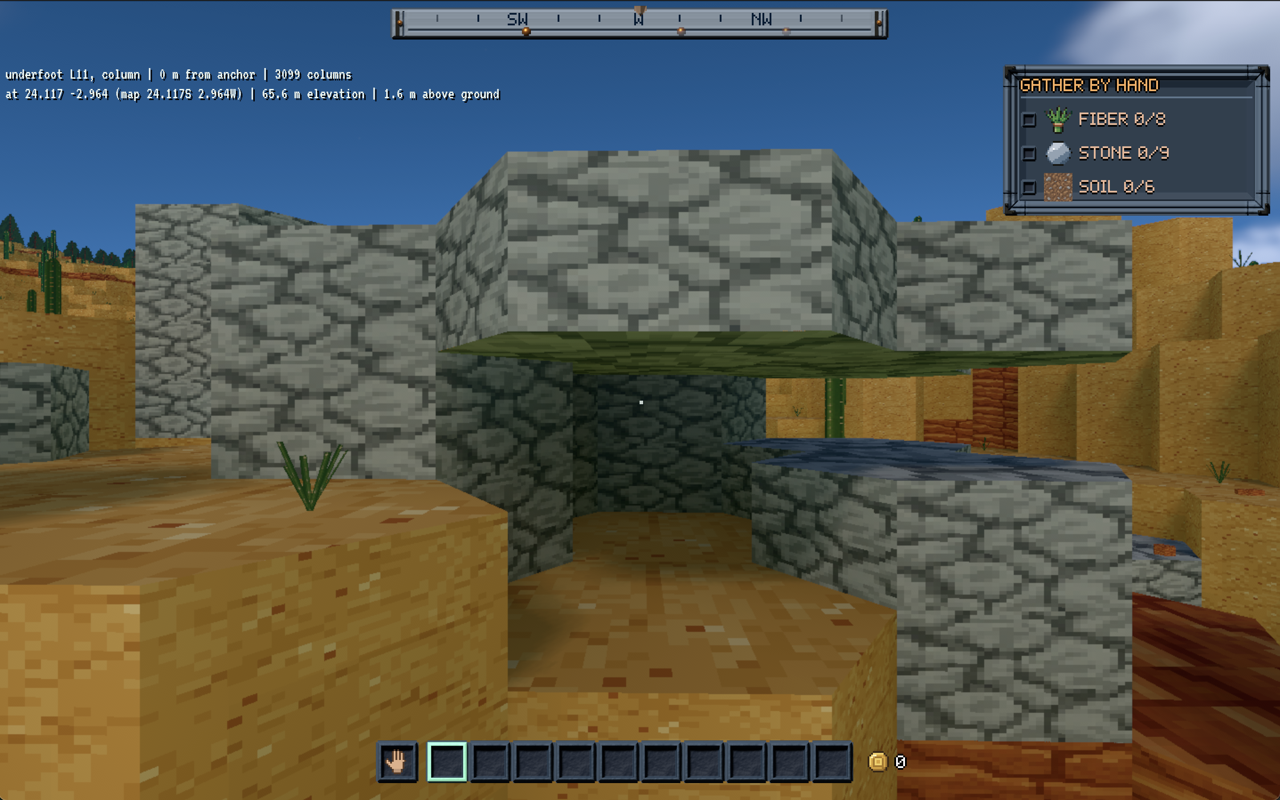 SW W NW
underfoot L11, column | 0 m from anchor | 3099 columns
at 24.117 -2.964 (map 24.117S 2.964W) | 65.6 m elevation | 1.6 m above ground
GATHER BY HAND
FIBER 0/8
STONE 0/9
SOIL 0/6
0